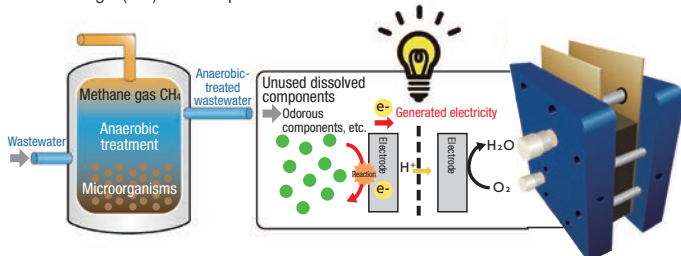 Methane gas CH₄
Anaerobic
treatment
Microorganisms
Wastewater
Anaerobic-
treated
wastewater
Unused dissolved
components
Odorous
components, etc.
e-
Generated electricity
Reaction
Electrode
e-
H⁺
Electrode
H₂O
O₂